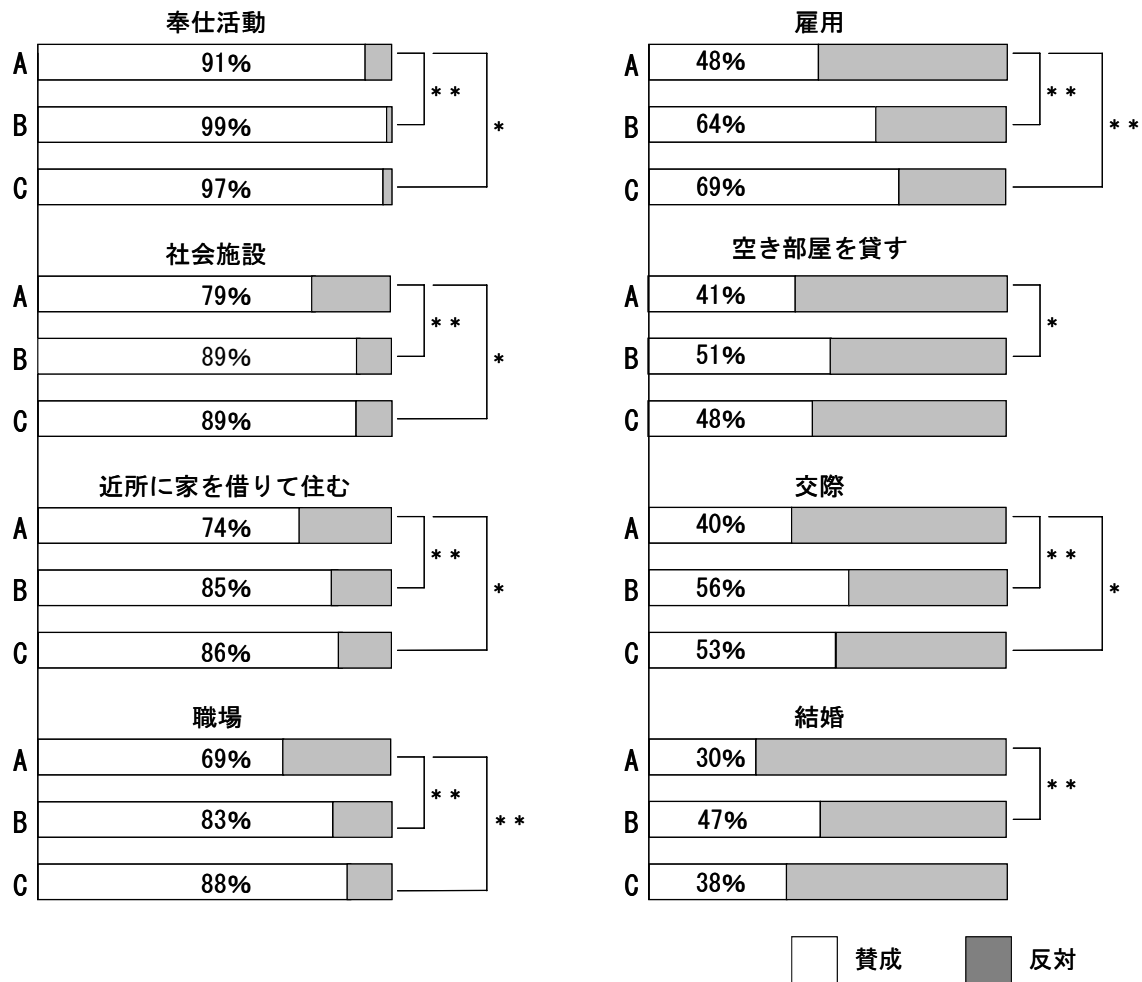 奉仕活動
A 91%
B 99%
C 97%
**
*
社会施設
A 79%
B 89%
C 89%
**
*
近所に家を借りて住む
A 74%
B 85%
C 86%
**
*
職場
A 69%
B 83%
C 88%
**
**
雇用
A 48%
B 64%
C 69%
**
**
空き部屋を貸す
A 41%
B 51%
C 48%
*
交際
A 40%
B 56%
C 53%
**
*
結婚
A 30%
B 47%
C 38%
**
賛成 反対